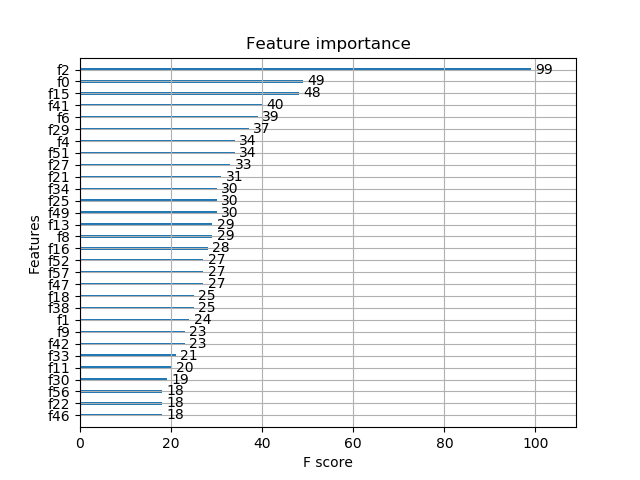 Feature importance
f2 99
f0 49
f15 48
f41 40
f6 39
f29 37
f4 34
f51 34
f27 33
f21 31
f34 30
f25 30
f49 30
f13 29
f8 29
f16 28
f52 27
f57 27
f47 27
f18 25
f38 25
f1 24
f9 23
f42 23
f33 21
f11 20
f30 19
f56 18
f22 18
f46 18
0 20 40 60 80 100
F score
Features